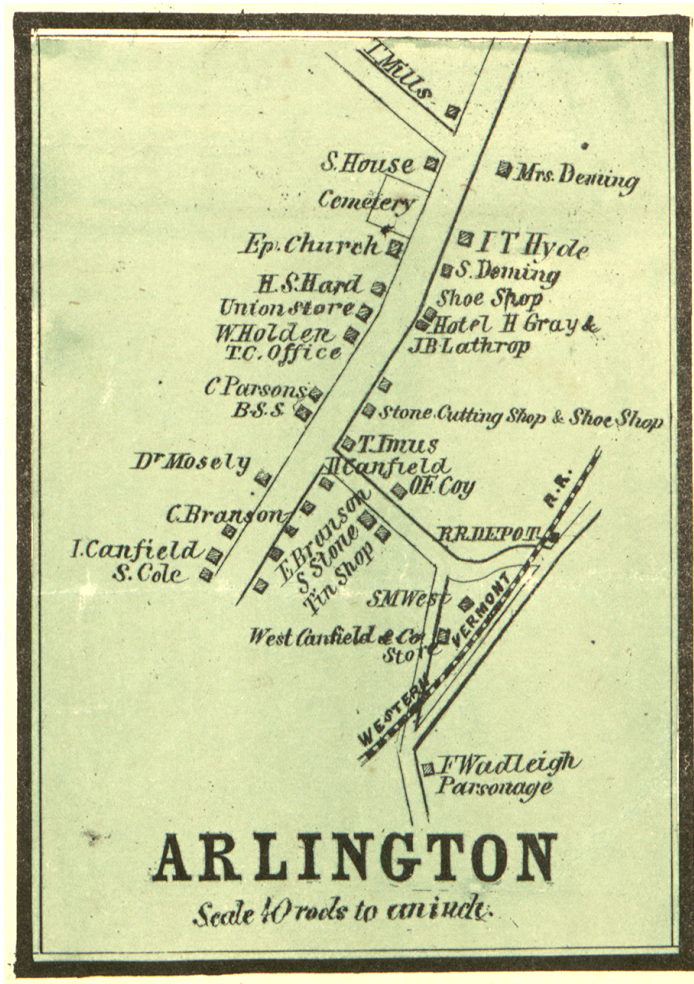 T. Mills
S. House
Mrs. Deming
Cemetery
Ep. Church
I T Hyde
S. Deming
H. S. Hard
Shoe Shop
Union Store
Hotel H Gray &
J.B Lathrop
W. Holden
T.C. Office
C Parsons
B.S.S.
Stone Cutting Shop & Shoe Shop
T. Imus
Canfield
Dr Mosely
O.F. Coy
C. Branson
E Branson
S Stone
Tin Shop
I. Canfield
S. Cole
R.R. DEPOT
R.R.
S M West
VERMONT
West Canfield & Co
Store
WESTERN
F Wadleigh
Parsonage
ARLINGTON
Scale 40 rods to an inch.